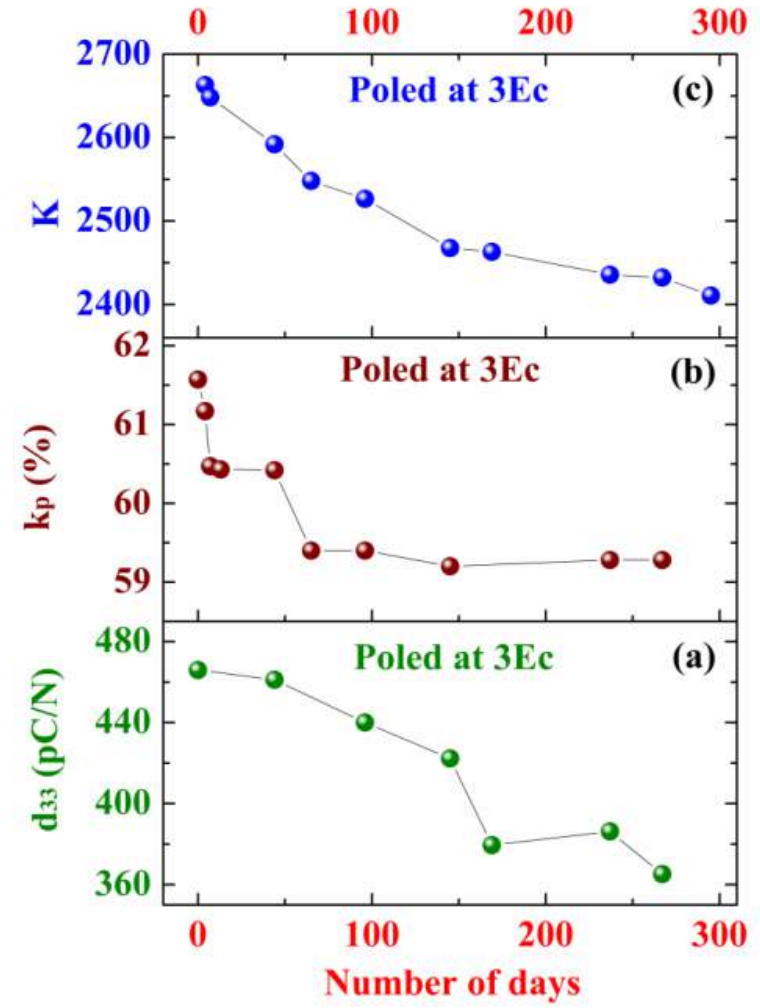 0 100 200 300
2700
Poled at 3Ec (c)
2600
K
2500
2400
62
Poled at 3Ec (b)
61
kp (%)
60
59
480
Poled at 3Ec (a)
440
d33 (pC/N)
400
360
0 100 200 300
Number of days